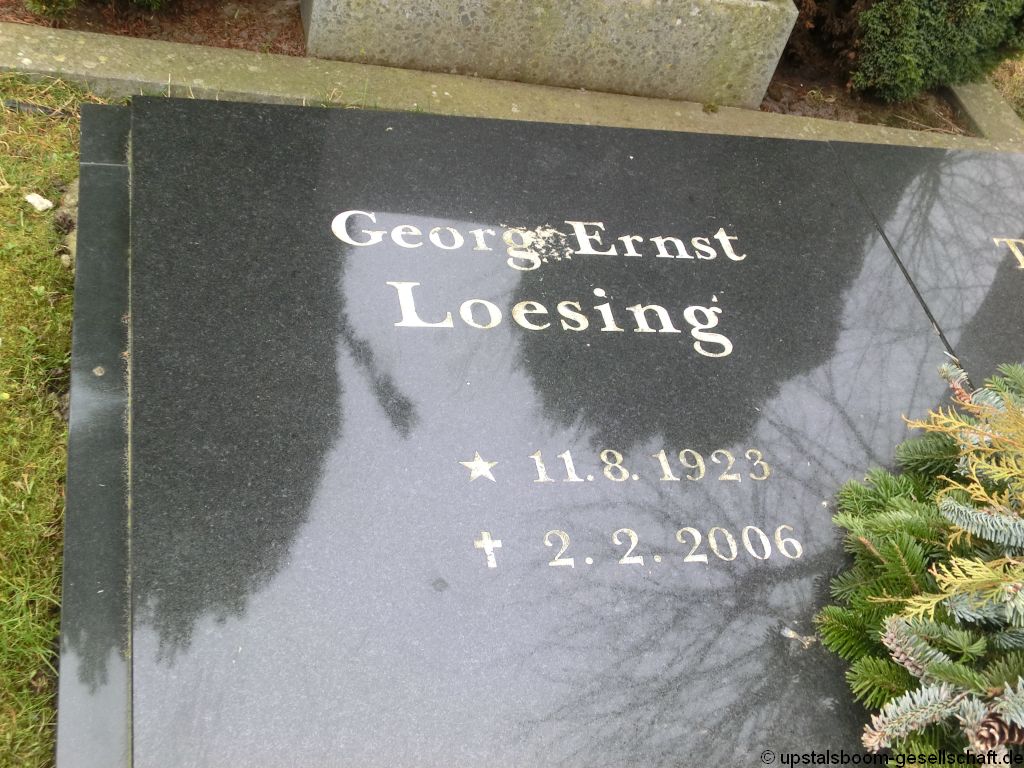 Georg Ernst
Loesing
T
★ 11.8.1923
✝ 2.2.2006
© upstalsboom-gesellschaft.de